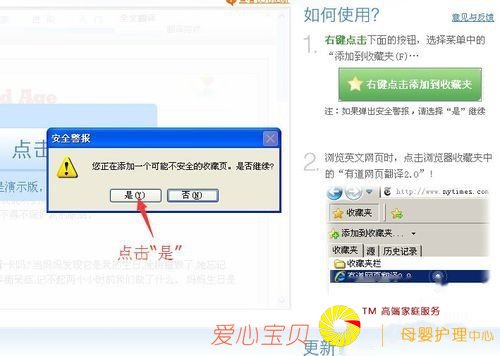 如何使用?
意见与反馈
1.
右键点击下面的按钮，选择菜单中的
“添加到收藏夹(F)…
右键点击添加到收藏夹
注：如果弹出安全警报，请选择“是”继续
2.
浏览英文网页时，点击浏览器收藏中
的“有道网页翻译2.0”！
http://www.nytimes.com
收藏夹
添加到收藏夹...
收藏夹 源 历史记录
收藏夹栏
有道网页翻译2.0
更新
d Age
点击
是演示版，
安全警报
您正在添加一个可能不安全的收藏页。是否继续?
是(Y) 否(N)
点击“是”
爱心宝贝
TM 高端家庭服务
母婴护理中心